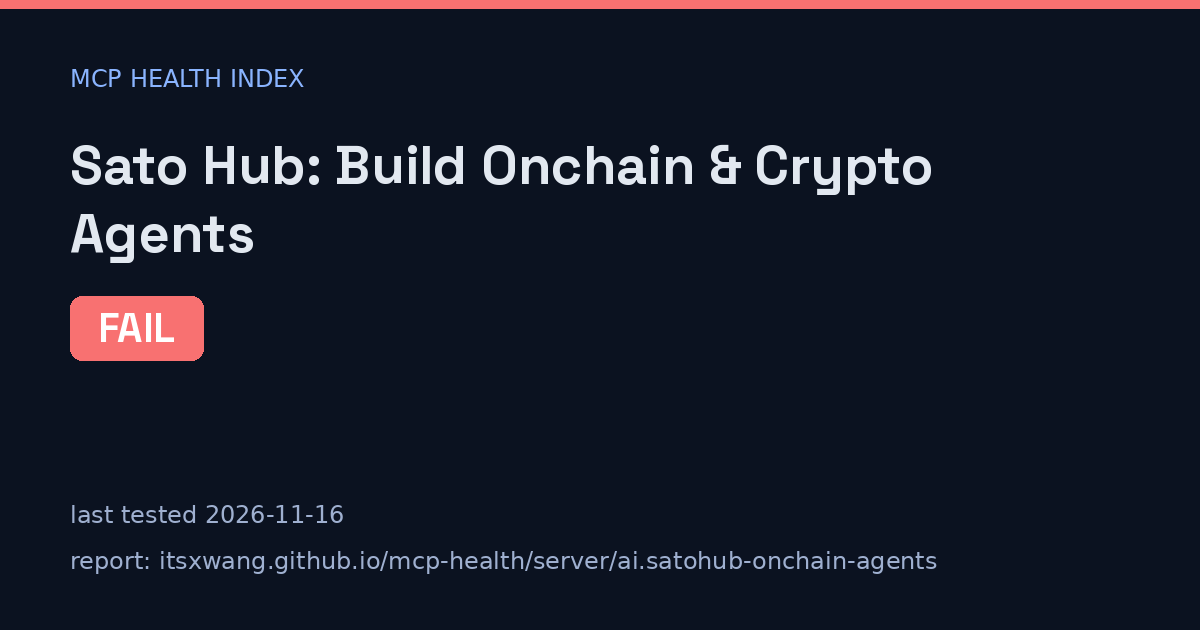 MCP HEALTH INDEX
Sato Hub: Build Onchain & Crypto
Agents
FAIL
last tested 2026-11-16
report: itsxwang.github.io/mcp-health/server/ai.satohub-onchain-agents